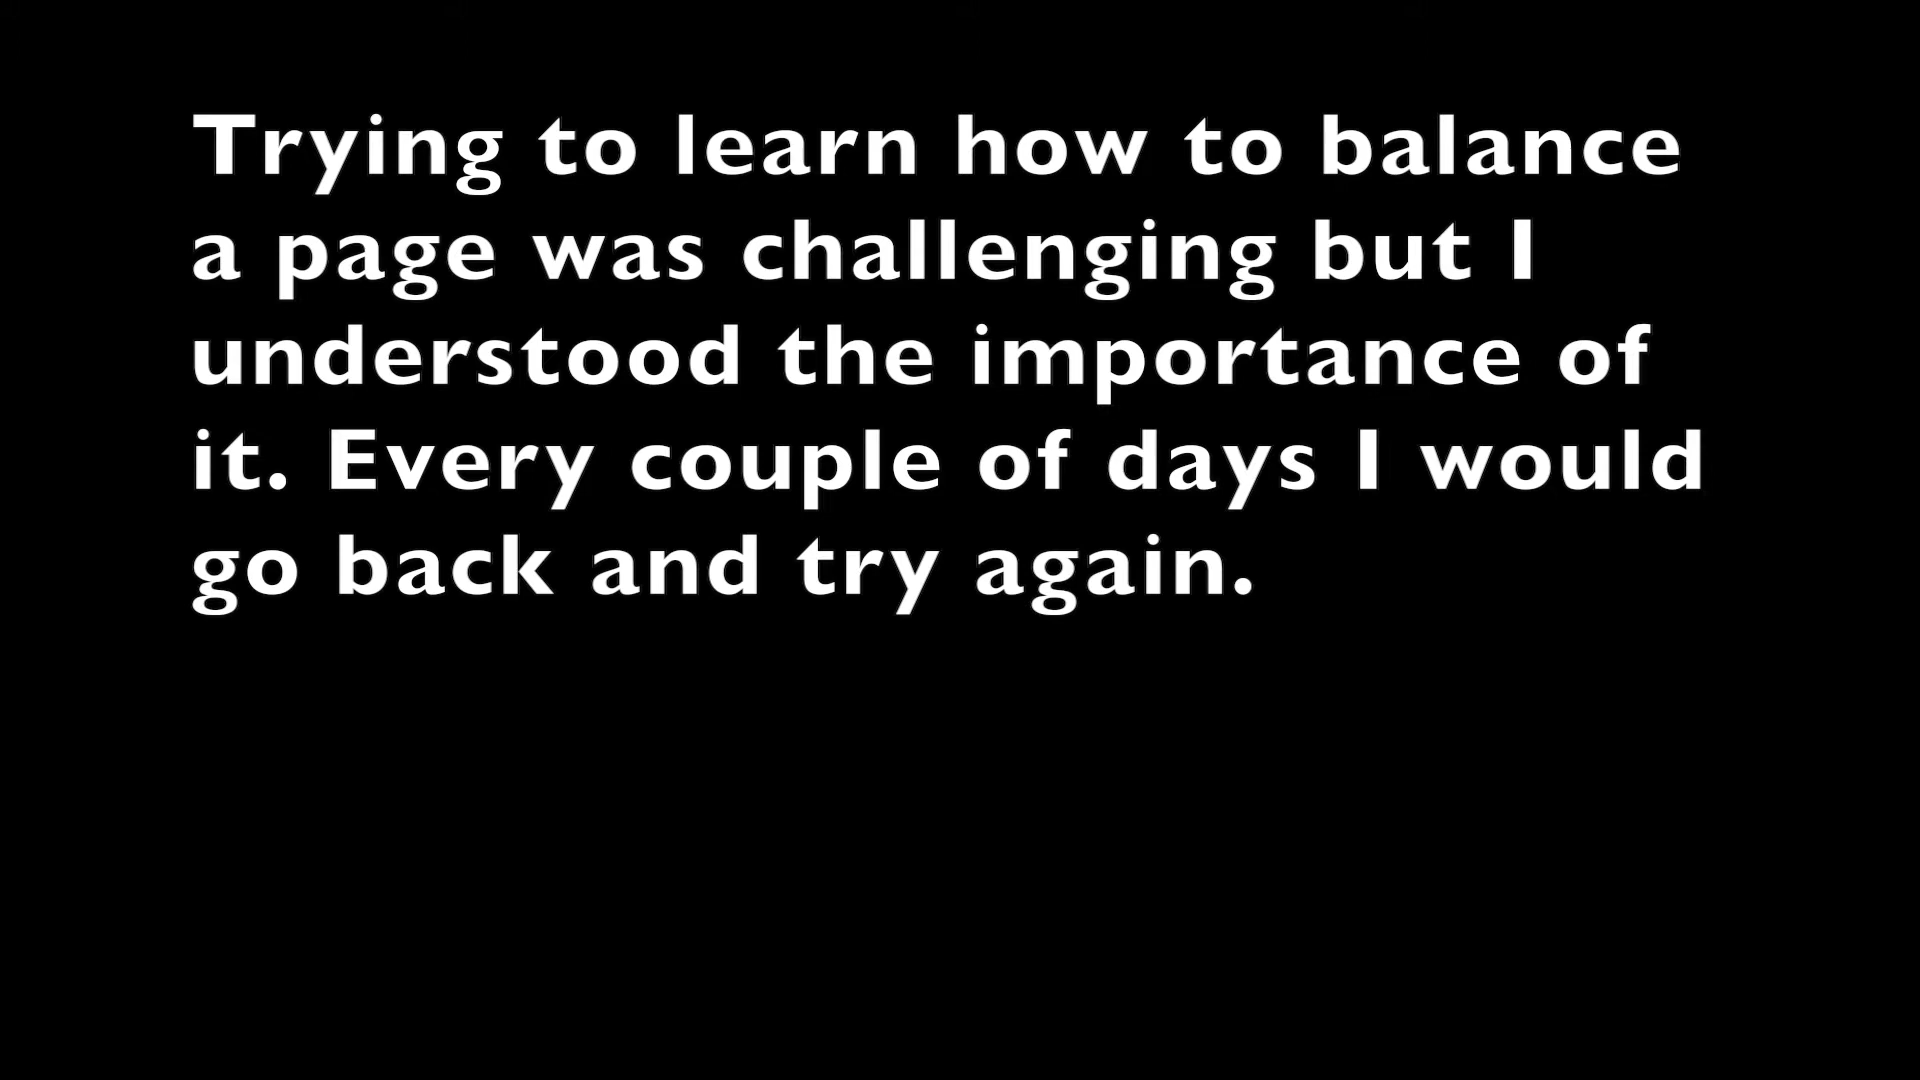 Trying to learn how to balance
a page was challenging but I
understood the importance of
it. Every couple of days I would
go back and try again.